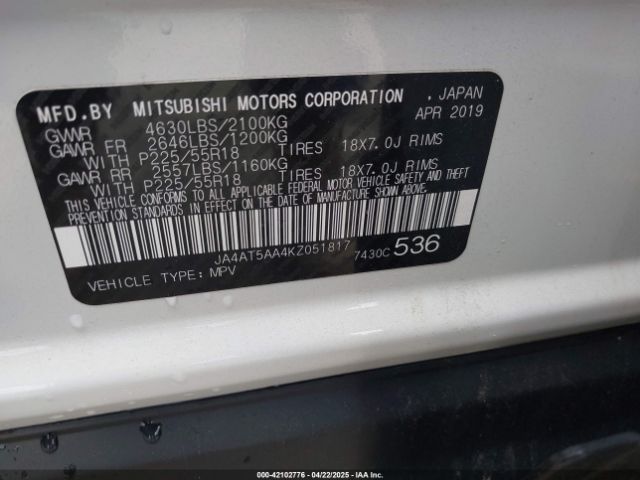 MFD.BY MITSUBISHI MOTORS CORPORATION . JAPAN
APR 2019
GVWR 4630LBS/2100KG
GAWR FR 2646LBS/1200KG
WITH P225/55R18 TIRES 18X7.0J RIMS
GAWR RR 2557LBS/1160KG
WITH P225/55R18 TIRES 18X7.0J RIMS
THIS VEHICLE CONFORMS TO ALL APPLICABLE FEDERAL MOTOR VEHICLE SAFETY AND THEFT
PREVENTION STANDARDS IN EFFECT ON THE DATE OF MANUFACTURE SHOWN ABOVE.
JA4AT5AA4KZ051817 7430C 536
VEHICLE TYPE: MPV
000-42102776 - 04/22/2025 - IAA Inc.